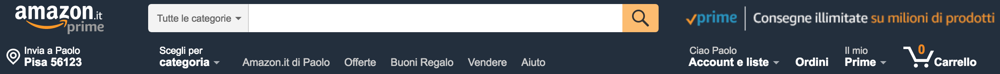 amazon.it
prime
Tutte le categorie
prime Consegne illimitate su milioni di prodotti
Invia a Paolo
Pisa 56123
Scegli per
categoria
Amazon.it di Paolo
Offerte
Buoni Regalo
Vendere
Aiuto
Ciao Paolo
Account e liste
Ordini
Il mio
Prime
0
Carrello